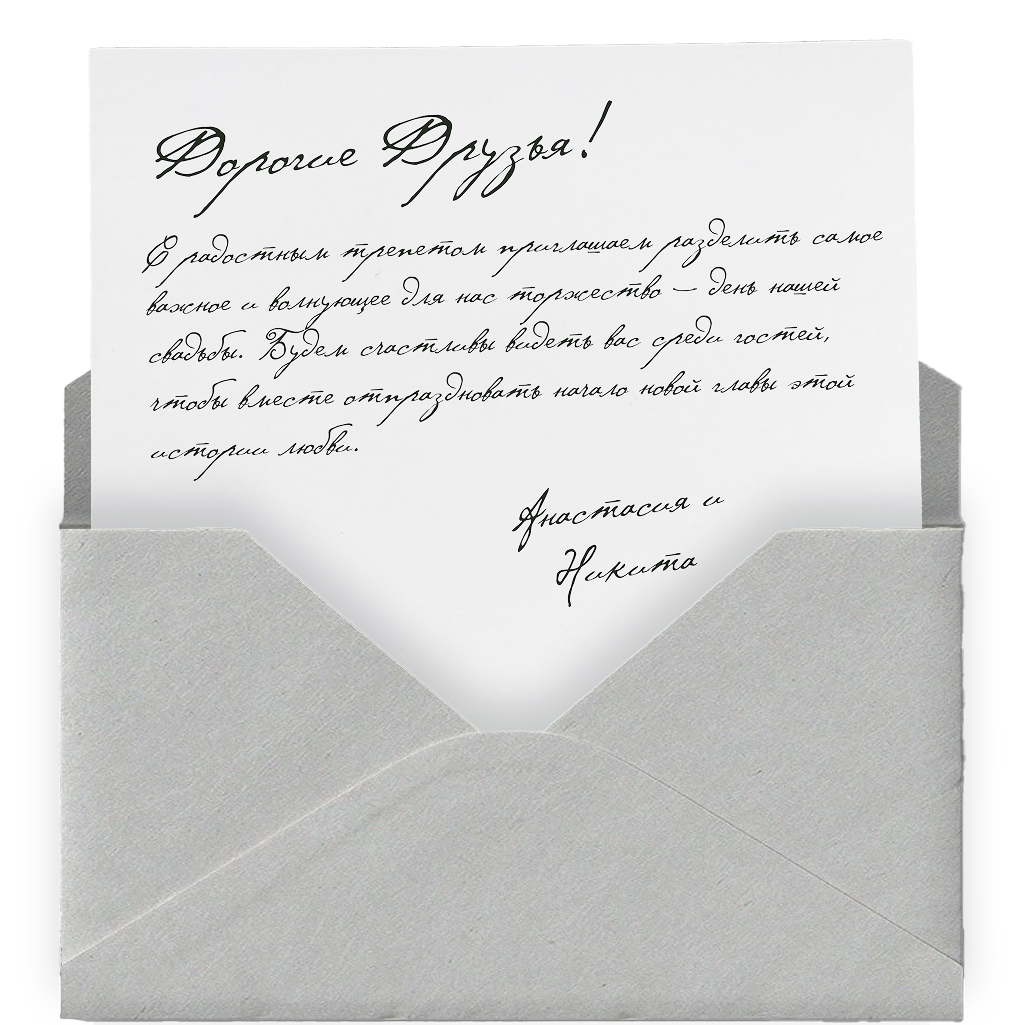 Дорогие Друзья!
С радостным трепетом приглашаем разделить самое
важное и волнующее для нас торжество — день нашей
свадьбы. Будем счастливы видеть вас среди гостей,
чтобы вместе отпраздновать начало новой главы этой
истории любви.
Анастасия и
Никита